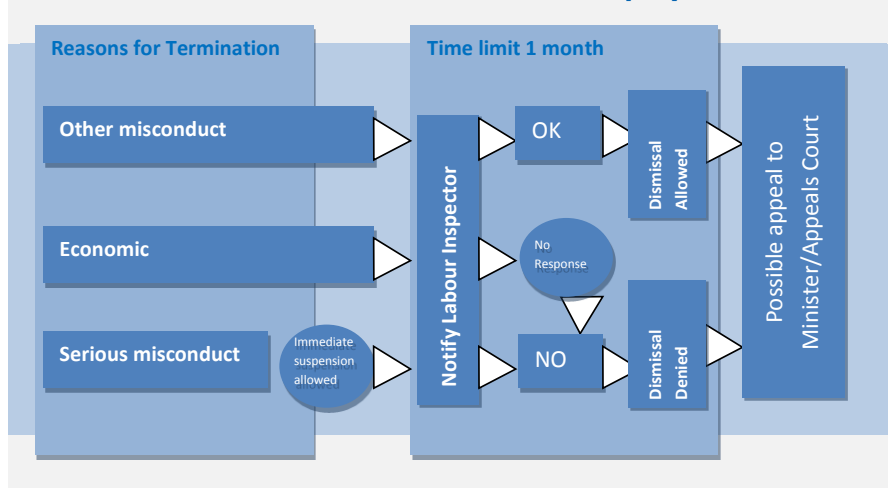 Reasons for Termination
Time limit 1 month
Other misconduct
Economic
Serious misconduct
Immediate
suspension
allowed
Notify Labour Inspector
OK
No
Response
NO
Dismissal
Allowed
Dismissal
Denied
Possible appeal to
Minister/Appeals Court